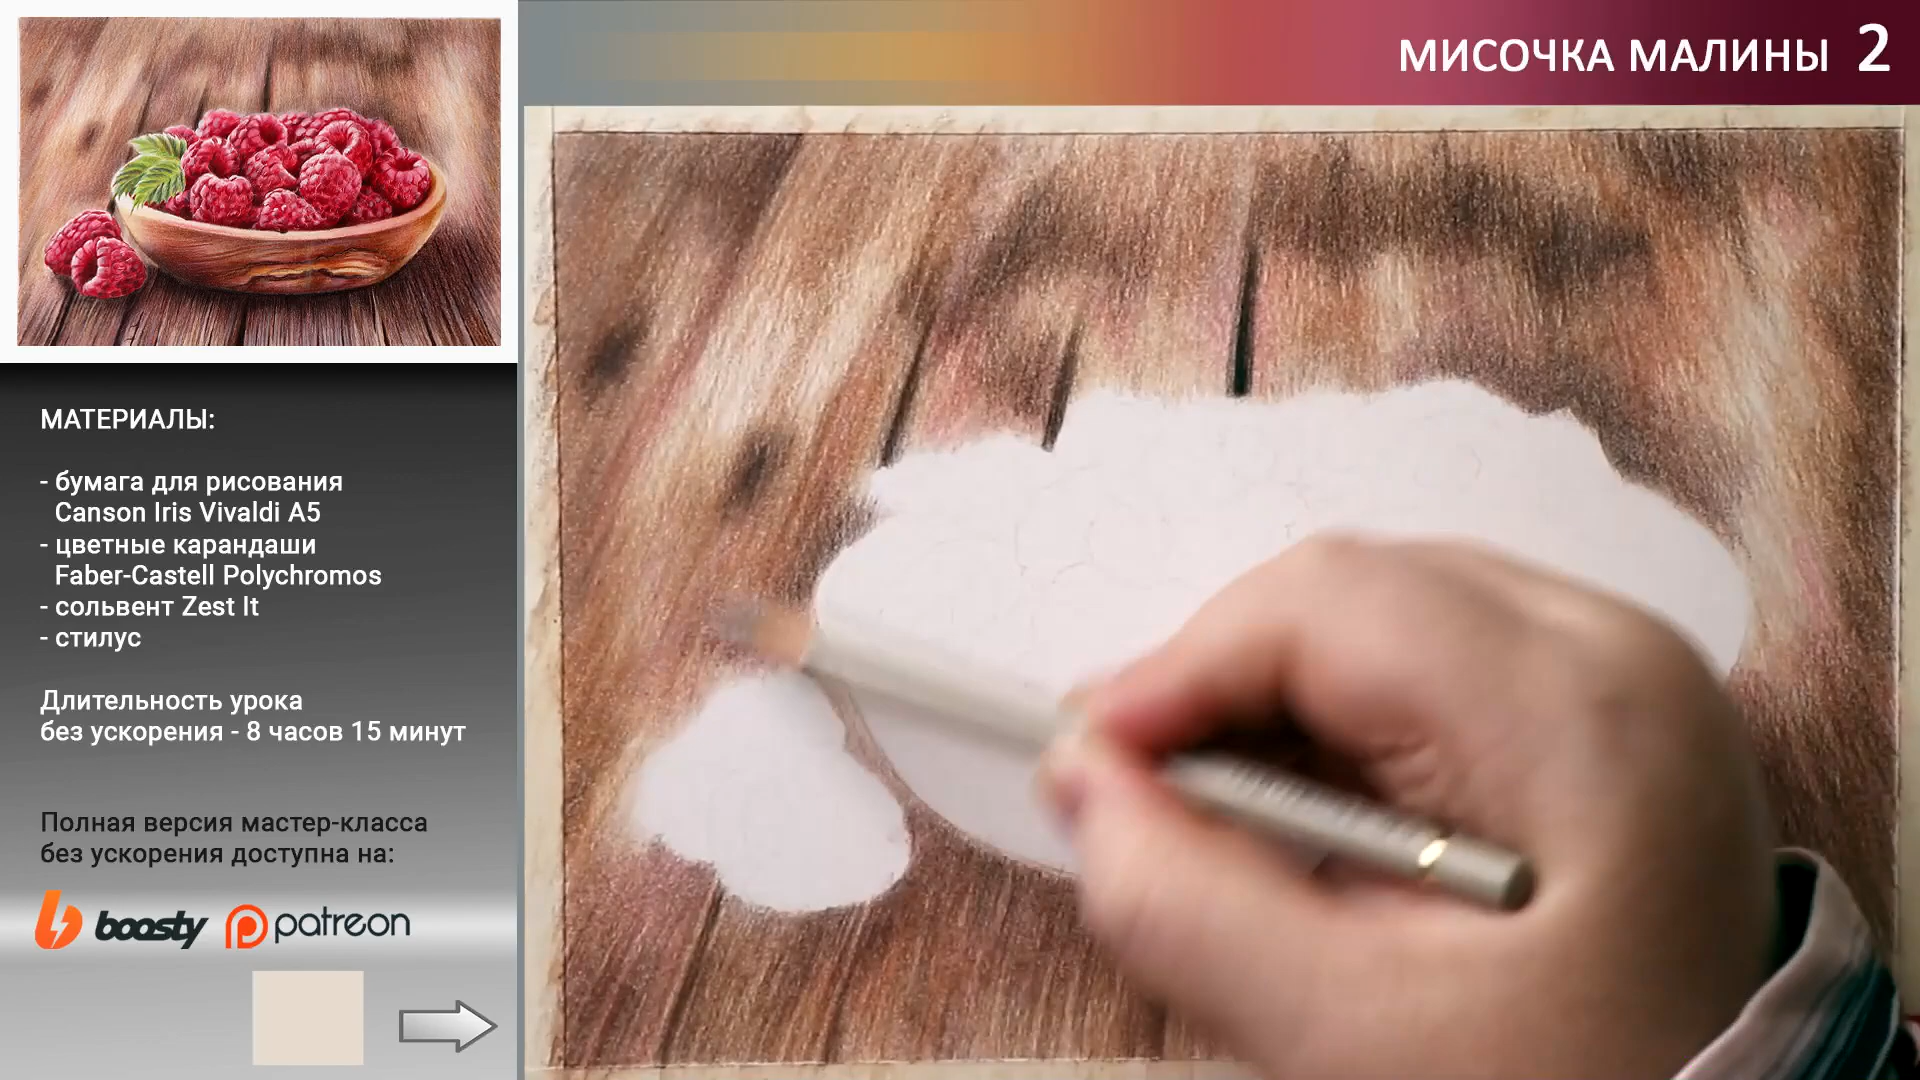 МИСОЧКА МАЛИНЫ 2
МАТЕРИАЛЫ:
- бумага для рисования
Canson Iris Vivaldi A5
- цветные карандаши
Faber-Castell Polychromos
- сольвент Zest It
- стилус
Длительность урока
без ускорения - 8 часов 15 минут
Полная версия мастер-класса
без ускорения доступна на:
boosty patreon